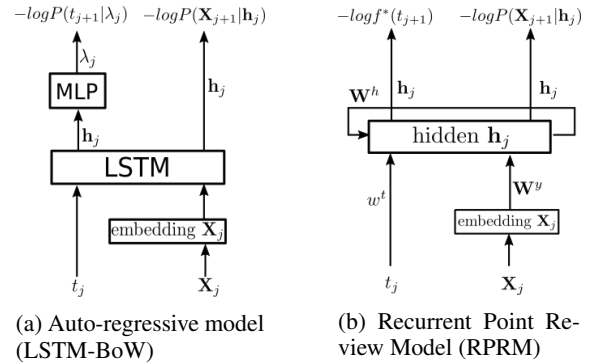 −logP(t_{j+1}|λ_j) −logP(𝐗_{j+1}|𝐡_j)
λ_j
MLP
𝐡_j
𝐡_j
LSTM
embedding 𝐗_j
t_j 𝐗_j
(a) Auto-regressive model
(LSTM-BoW)
−logf*(t_{j+1}) −logP(𝐗_{j+1}|𝐡_j)
𝐖^h 𝐡_j 𝐡_j
hidden 𝐡_j
w^t 𝐖^y
embedding 𝐗_j
t_j 𝐗_j
(b) Recurrent Point Re-
view Model (RPRM)